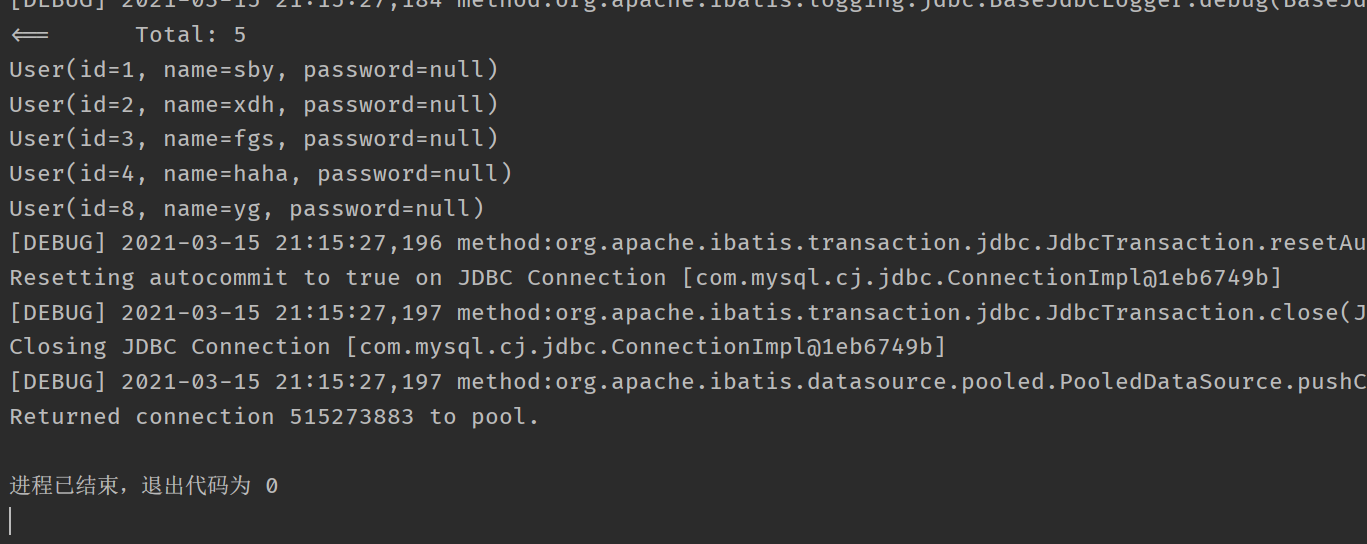 [DEBUG] 2021-03-15 21:15:27,184 method:org.apache.ibatis.logging.jdbc.BaseJdbcLogger.debug(BaseJd
<==      Total: 5
User(id=1, name=sby, password=null)
User(id=2, name=xdh, password=null)
User(id=3, name=fgs, password=null)
User(id=4, name=haha, password=null)
User(id=8, name=yg, password=null)
[DEBUG] 2021-03-15 21:15:27,196 method:org.apache.ibatis.transaction.jdbc.JdbcTransaction.resetAu
Resetting autocommit to true on JDBC Connection [com.mysql.cj.jdbc.ConnectionImpl@1eb6749b]
[DEBUG] 2021-03-15 21:15:27,197 method:org.apache.ibatis.transaction.jdbc.JdbcTransaction.close(J
Closing JDBC Connection [com.mysql.cj.jdbc.ConnectionImpl@1eb6749b]
[DEBUG] 2021-03-15 21:15:27,197 method:org.apache.ibatis.datasource.pooled.PooledDataSource.pushC
Returned connection 515273883 to pool.
进程已结束，退出代码为 0